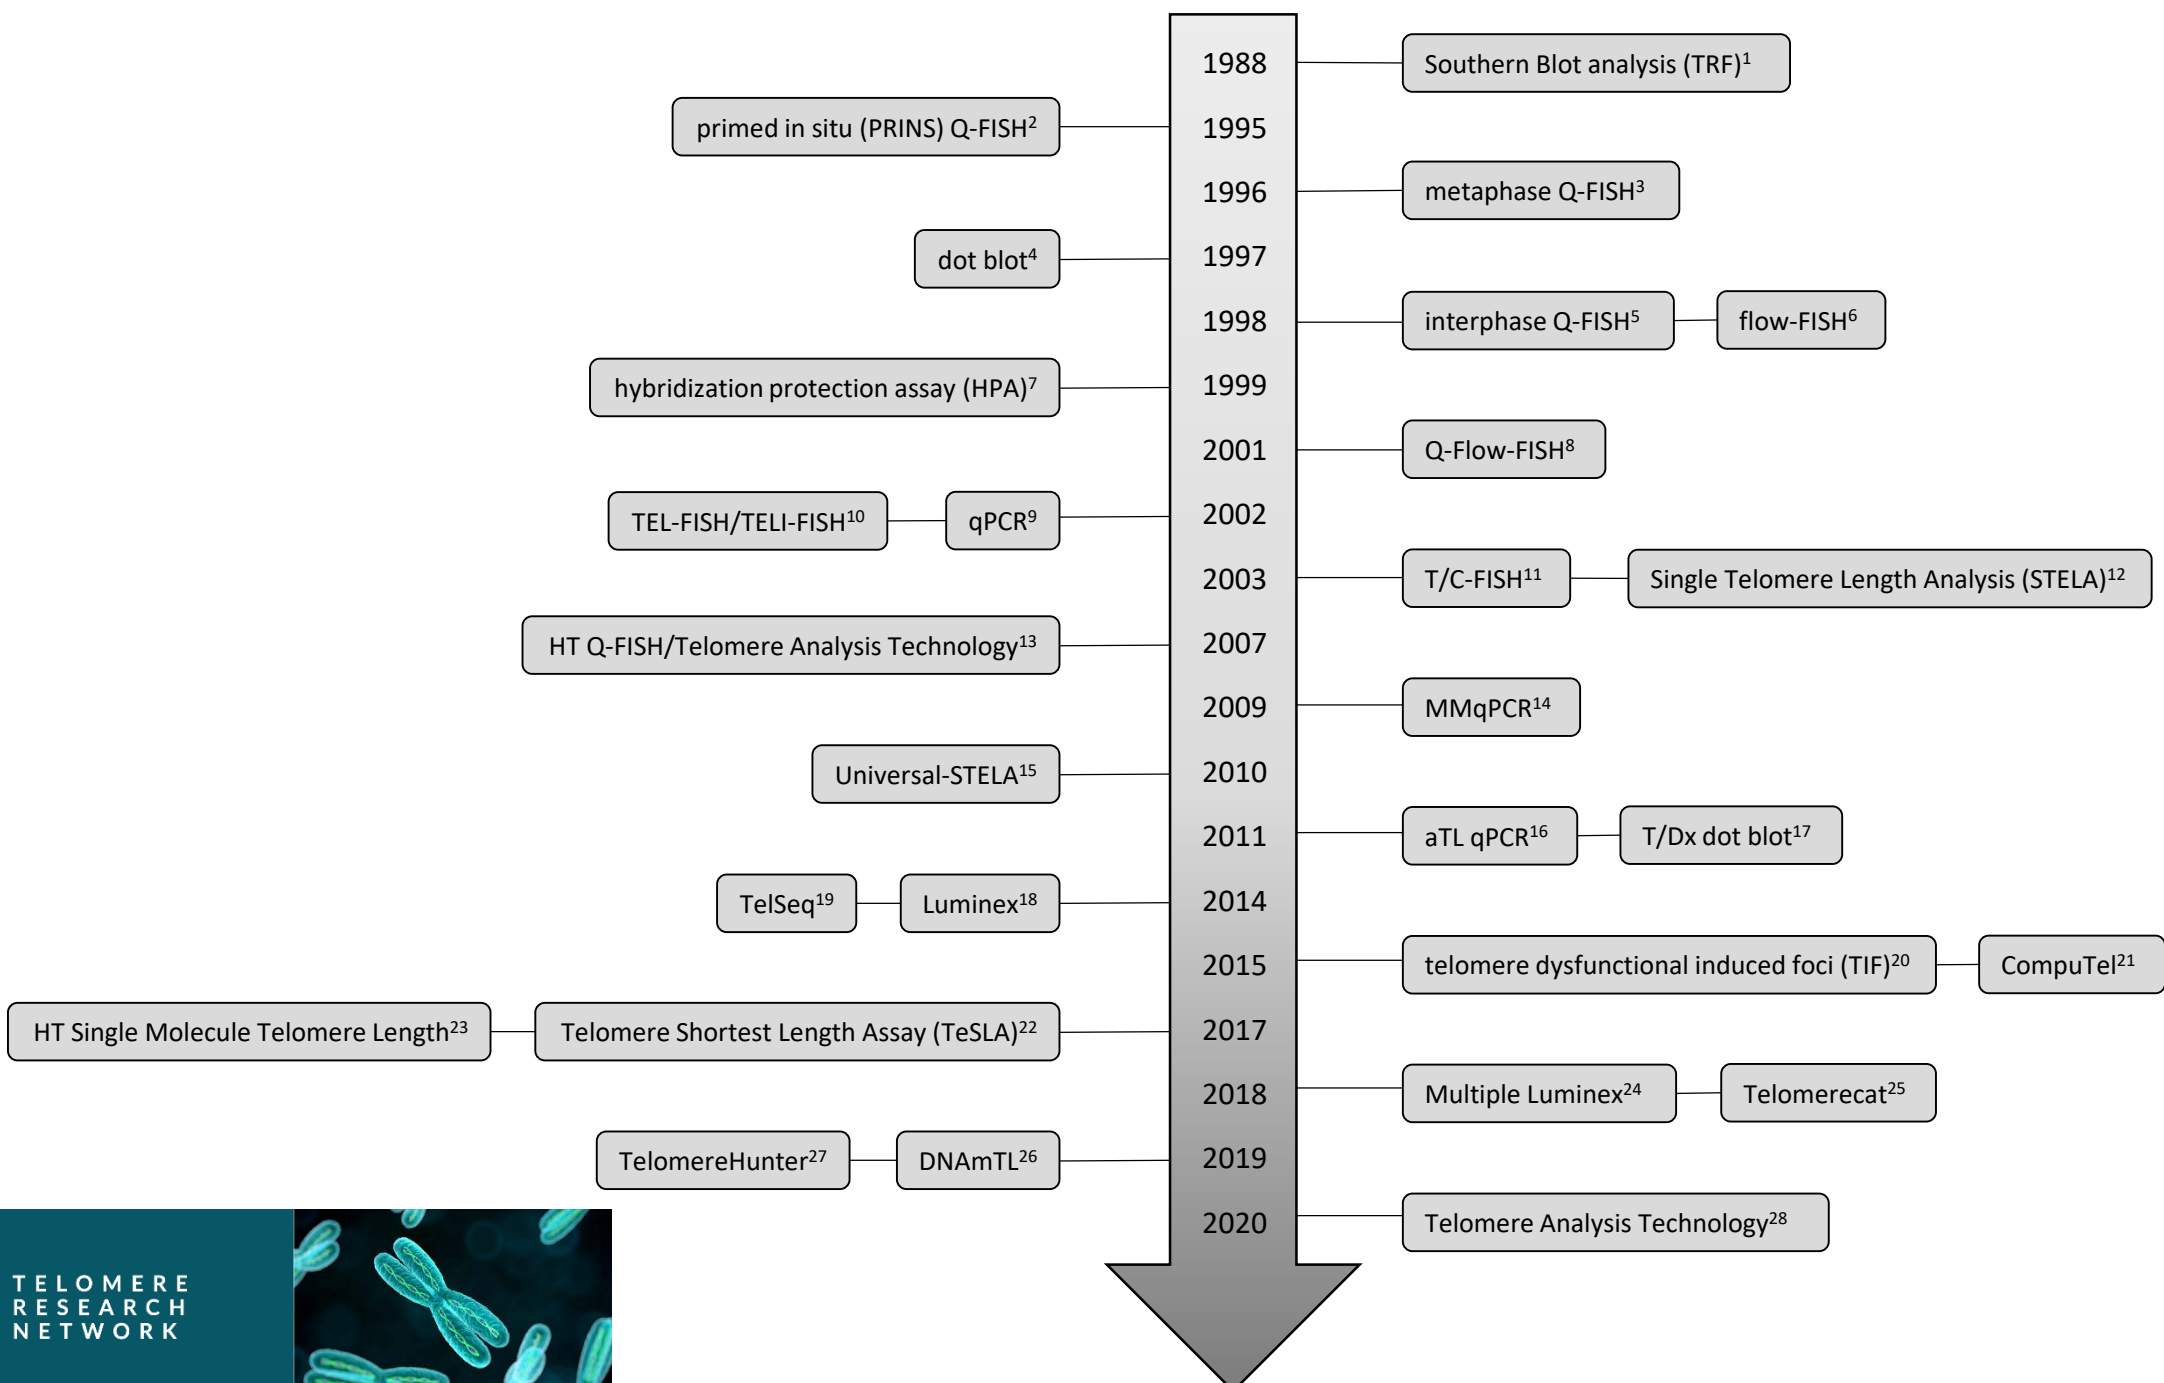 1988
Southern Blot analysis (TRF)¹
primed in situ (PRINS) Q-FISH²
1995
1996
metaphase Q-FISH³
dot blot⁴
1997
1998
interphase Q-FISH⁵
flow-FISH⁶
hybridization protection assay (HPA)⁷
1999
2001
Q-Flow-FISH⁸
TEL-FISH/TELI-FISH¹⁰
qPCR⁹
2002
2003
T/C-FISH¹¹
Single Telomere Length Analysis (STELA)¹²
HT Q-FISH/Telomere Analysis Technology¹³
2007
2009
MMqPCR¹⁴
Universal-STELA¹⁵
2010
2011
aTL qPCR¹⁶
T/Dx dot blot¹⁷
TelSeq¹⁹
Luminex¹⁸
2014
2015
telomere dysfunctional induced foci (TIF)²⁰
CompuTel²¹
HT Single Molecule Telomere Length²³
Telomere Shortest Length Assay (TeSLA)²²
2017
2018
Multiple Luminex²⁴
Telomerecat²⁵
TelomereHunter²⁷
DNAmTL²⁶
2019
2020
Telomere Analysis Technology²⁸
TELOMERE
RESEARCH
NETWORK